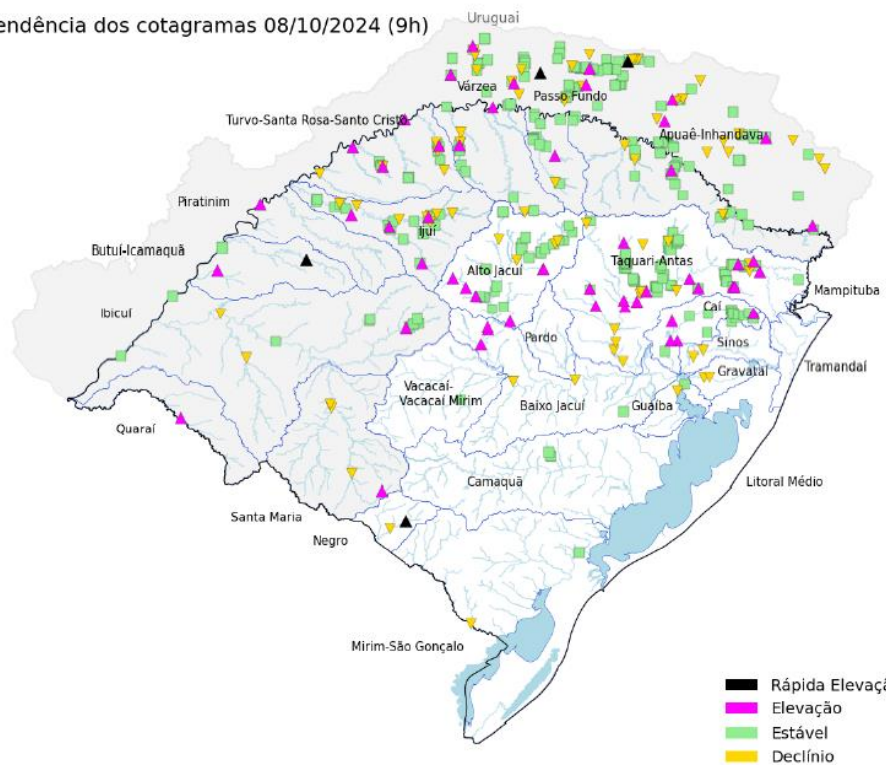 endência dos cotagramas 08/10/2024 (9h)
Uruguai
Várzea
Passo Fundo
Turvo-Santa Rosa-Santo Cristo
Apuaê-Inhandava
Piratinim
Ijuí
Butuí-Icamaquã
Alto Jacuí
Taquari-Antas
Mampituba
Ibicuí
Caí
Pardo
Sinos
Tramandaí
Gravataí
Vacacaí-
Vacacaí Mirim
Baixo Jacuí
Guaíba
Quaraí
Camaquã
Litoral Médio
Santa Maria
Negro
Mirim-São Gonçalo
Rápida Elevaçã
Elevação
Estável
Declínio